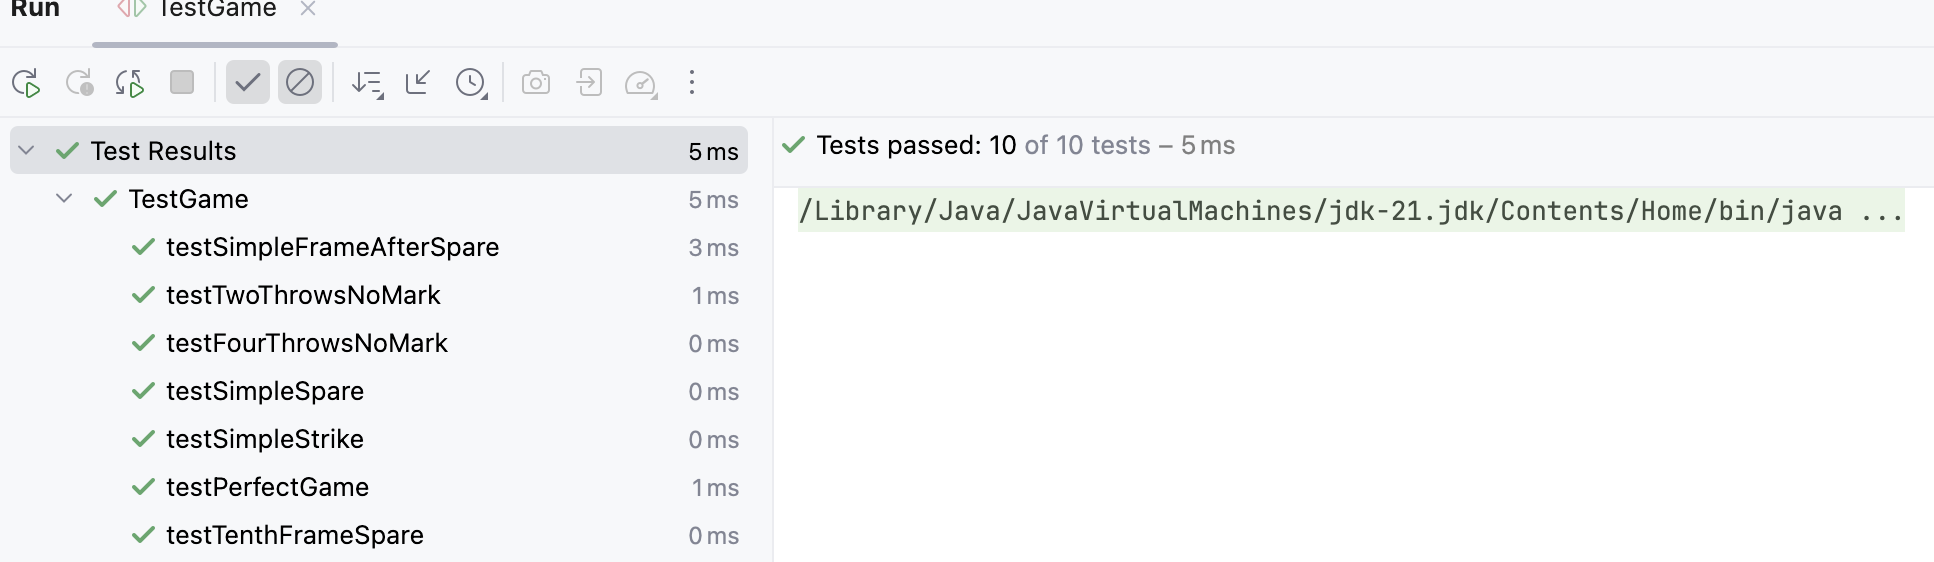 Run TestGame
Test Results 5 ms
Tests passed: 10 of 10 tests – 5 ms
TestGame 5 ms
/Library/Java/JavaVirtualMachines/jdk-21.jdk/Contents/Home/bin/java ...
testSimpleFrameAfterSpare 3 ms
testTwoThrowsNoMark 1 ms
testFourThrowsNoMark 0 ms
testSimpleSpare 0 ms
testSimpleStrike 0 ms
testPerfectGame 1 ms
testTenthFrameSpare 0 ms